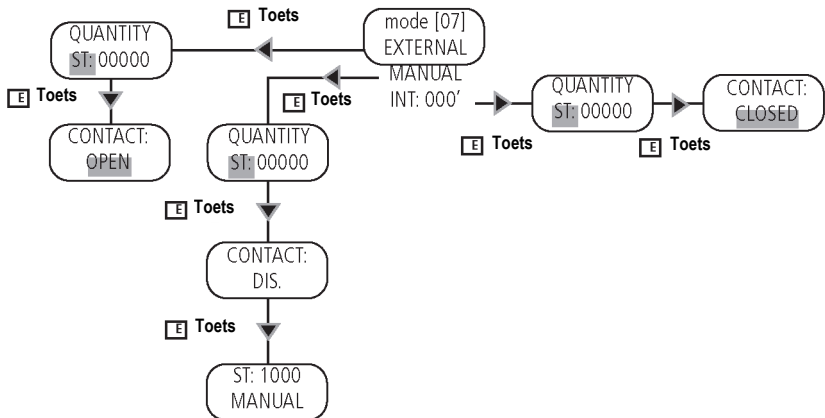 mode [07]
EXTERNAL
MANUAL
INT: 000'
E Toets
QUANTITY
ST: 00000
E Toets
CONTACT:
OPEN
E Toets
QUANTITY
ST: 00000
E Toets
CONTACT:
DIS.
E Toets
ST: 1000
MANUAL
E Toets
QUANTITY
ST: 00000
E Toets
CONTACT:
CLOSED